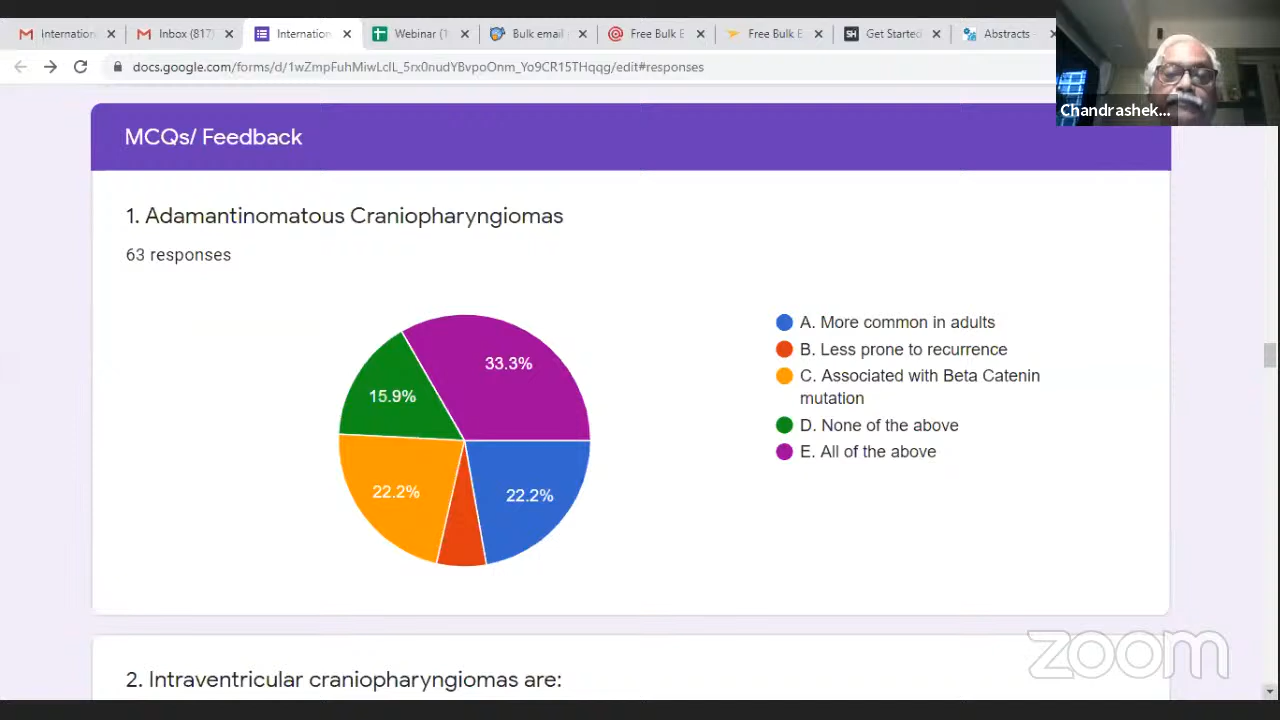 Internation
Inbox (817)
Internation
Webinar (1
Bulk email
Free Bulk E
Free Bulk E
Get Started
Abstracts -
docs.google.com/forms/d/1wZmpFuhMiwLclL_5rx0nudYBvpoOnm_Yo9CR15THqqg/edit#responses
Chandrashek...
MCQs/ Feedback
1. Adamantinomatous Craniopharyngiomas
63 responses
33.3%
15.9%
22.2%
22.2%
A. More common in adults
B. Less prone to recurrence
C. Associated with Beta Catenin
mutation
D. None of the above
E. All of the above
2. Intraventricular craniopharyngiomas are:
zoom